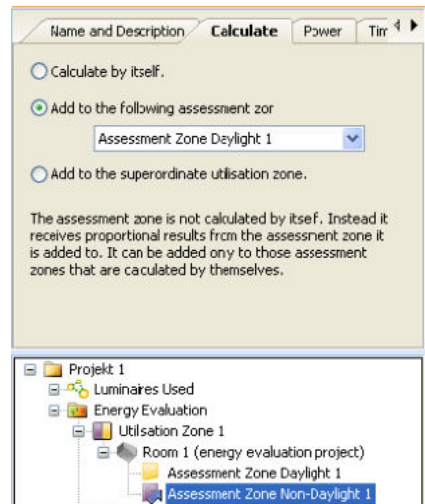 Name and Description Calculate Power Tim
Calculate by itself.
Add to the following assessment zor
Assessment Zone Daylight 1
Add to the superordinate utilisation zone.
The assessment zone is not calculated by itsef. Instead it
receives proportional results from the assessment zone it
is added to. It can be added ony to those assessment
zones that are caculated by themselves.
Projekt 1
Luminaires Used
Energy Evaluation
Utilsation Zone 1
Room 1 (energy evaluation project)
Assessment Zone Daylight 1
Assessment Zone Non-Daylight 1